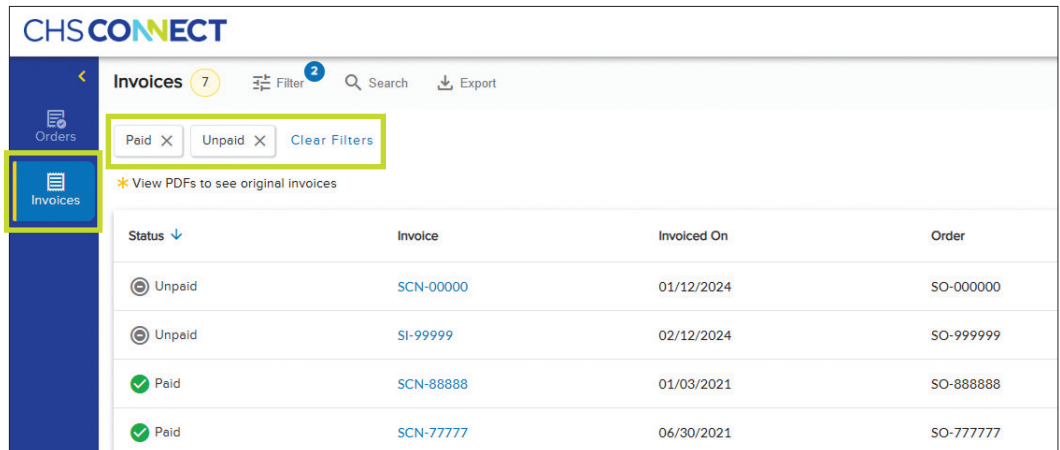 CHS CONNECT
Invoices 7 Filter 2 Search Export
Orders
Paid Unpaid Clear Filters
Invoices
View PDFs to see original invoices
Status Invoice Invoiced On Order
Unpaid SCN-00000 01/12/2024 SO-000000
Unpaid SI-99999 02/12/2024 SO-999999
Paid SCN-88888 01/03/2021 SO-888888
Paid SCN-77777 06/30/2021 SO-777777